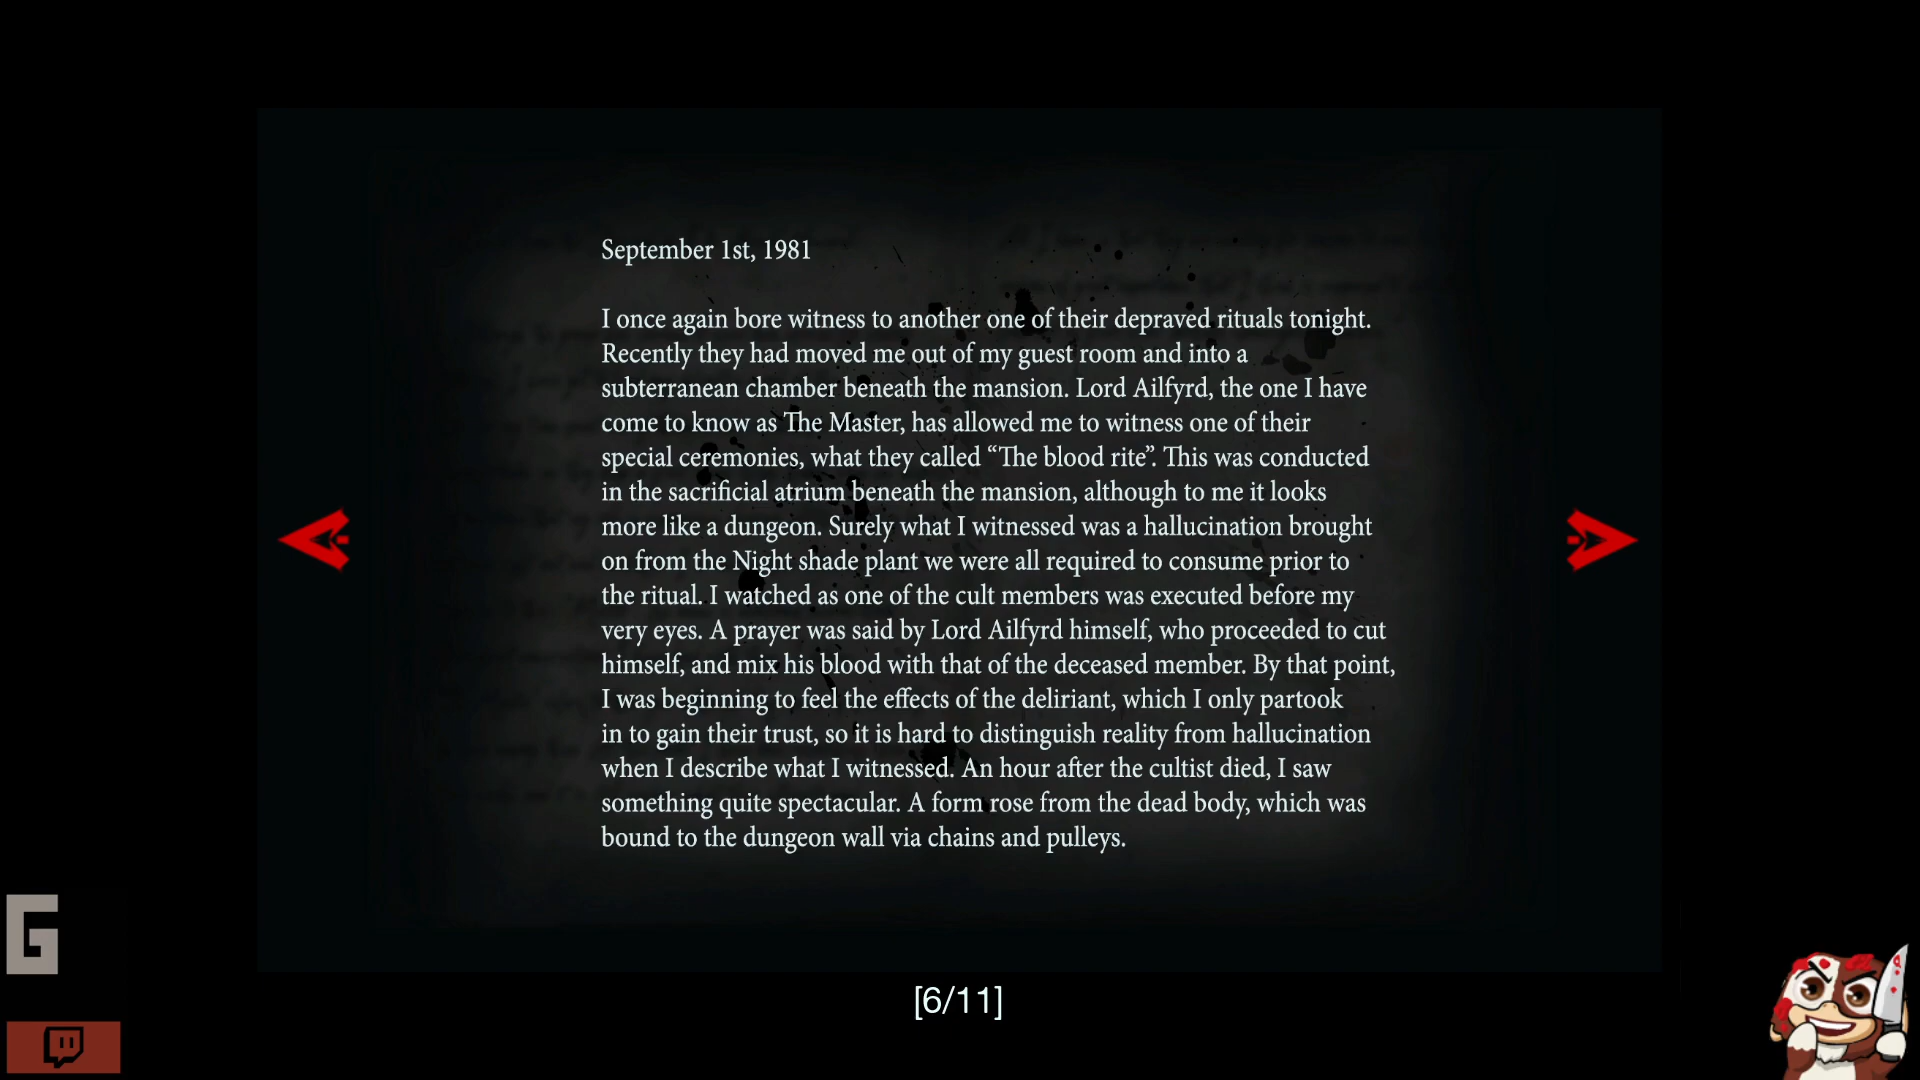 September 1st, 1981
I once again bore witness to another one of their depraved rituals tonight.
Recently they had moved me out of my guest room and into a
subterranean chamber beneath the mansion. Lord Ailfyrd, the one I have
come to know as The Master, has allowed me to witness one of their
special ceremonies, what they called “The blood rite”. This was conducted
in the sacrificial atrium beneath the mansion, although to me it looks
more like a dungeon. Surely what I witnessed was a hallucination brought
on from the Night shade plant we were all required to consume prior to
the ritual. I watched as one of the cult members was executed before my
very eyes. A prayer was said by Lord Ailfyrd himself, who proceeded to cut
himself, and mix his blood with that of the deceased member. By that point,
I was beginning to feel the effects of the deliriant, which I only partook
in to gain their trust, so it is hard to distinguish reality from hallucination
when I describe what I witnessed. An hour after the cultist died, I saw
something quite spectacular. A form rose from the dead body, which was
bound to the dungeon wall via chains and pulleys.
G
[6/11]